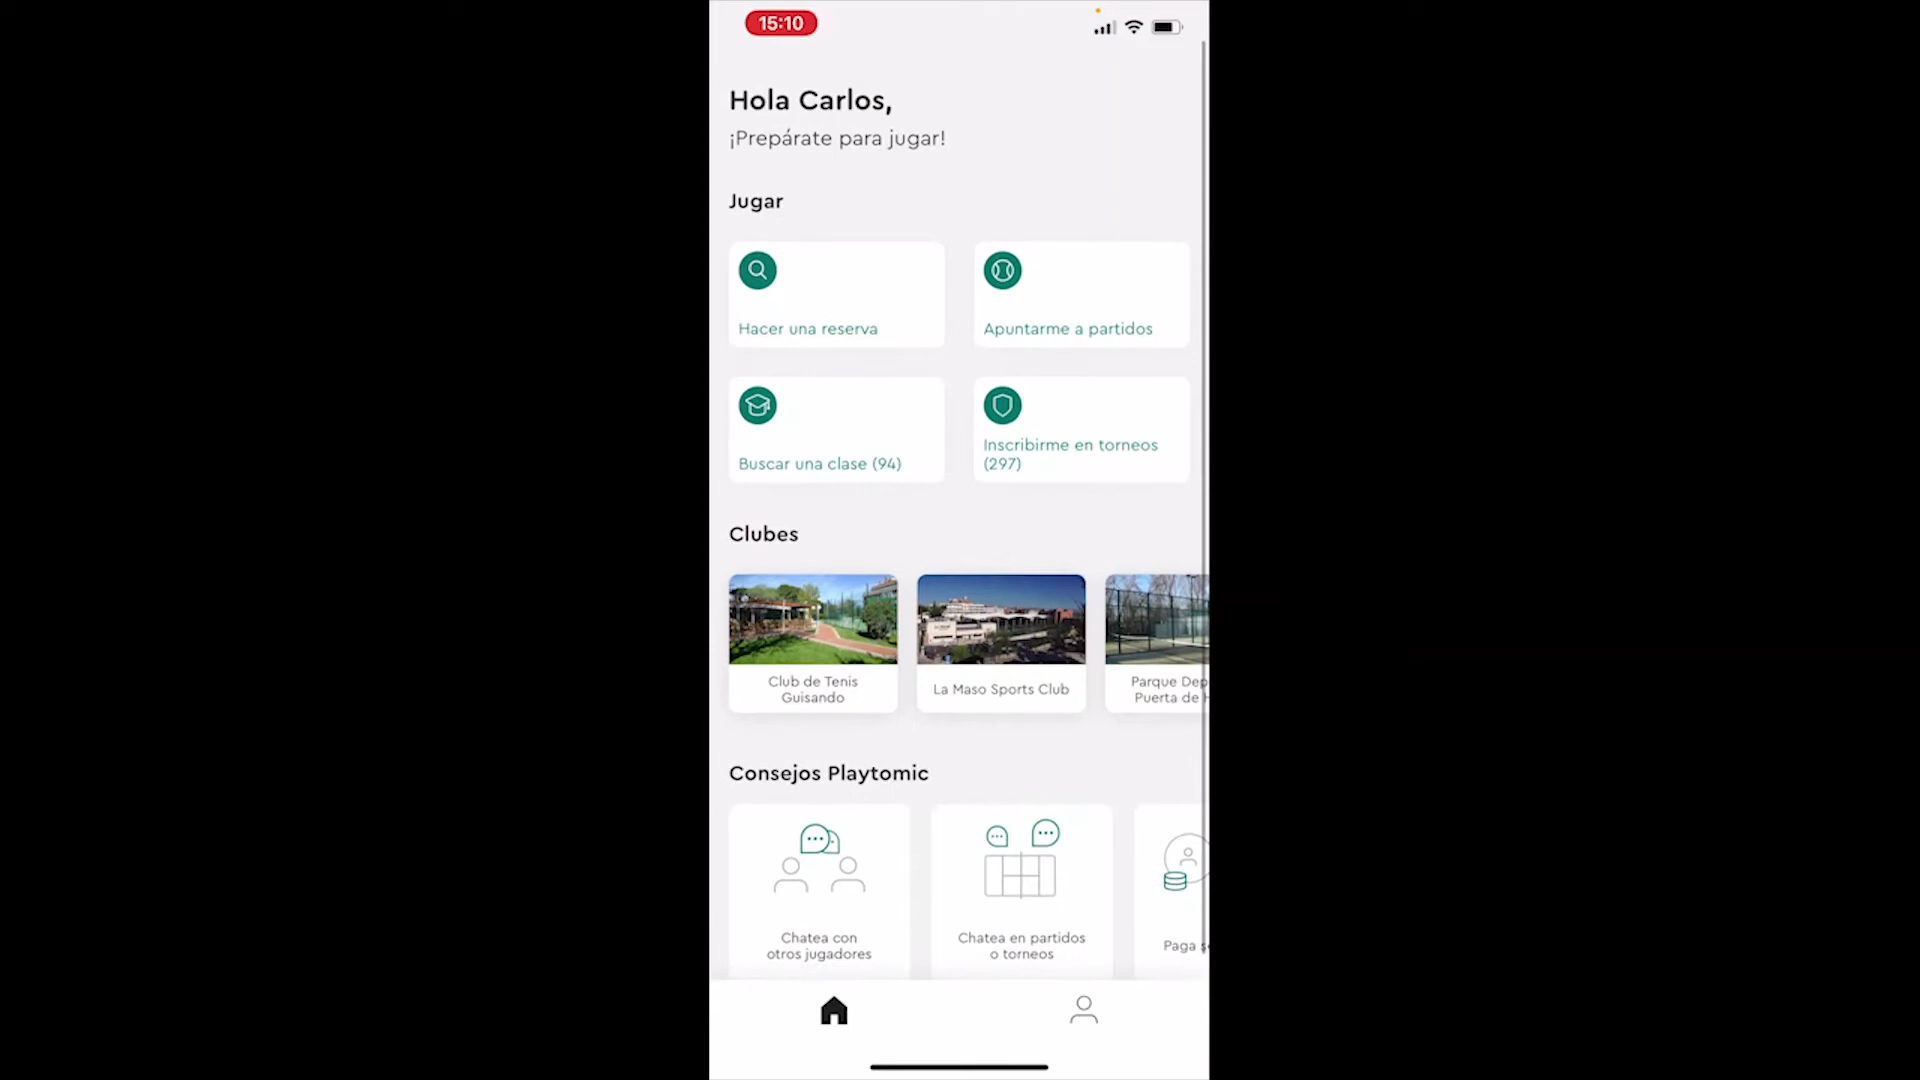 15:10
Hola Carlos,
¡Prepárate para jugar!
Jugar
Hacer una reserva
Apuntarme a partidos
Buscar una clase (94)
Inscribirme en torneos
(297)
Clubes
Club de Tenis
Guisando
La Maso Sports Club
Parque Dep
Puerta de H
Consejos Playtomic
Chatea con
otros jugadores
Chatea en partidos
o torneos
Paga